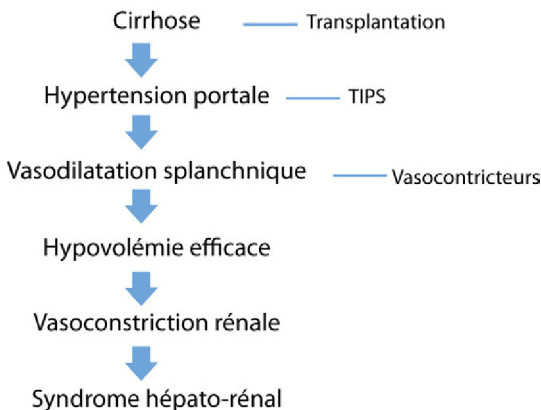 Cirrhose Transplantation
Hypertension portale TIPS
Vasodilatation splanchnique Vasocontricteurs
Hypovolémie efficace
Vasoconstriction rénale
Syndrome hépato-rénal